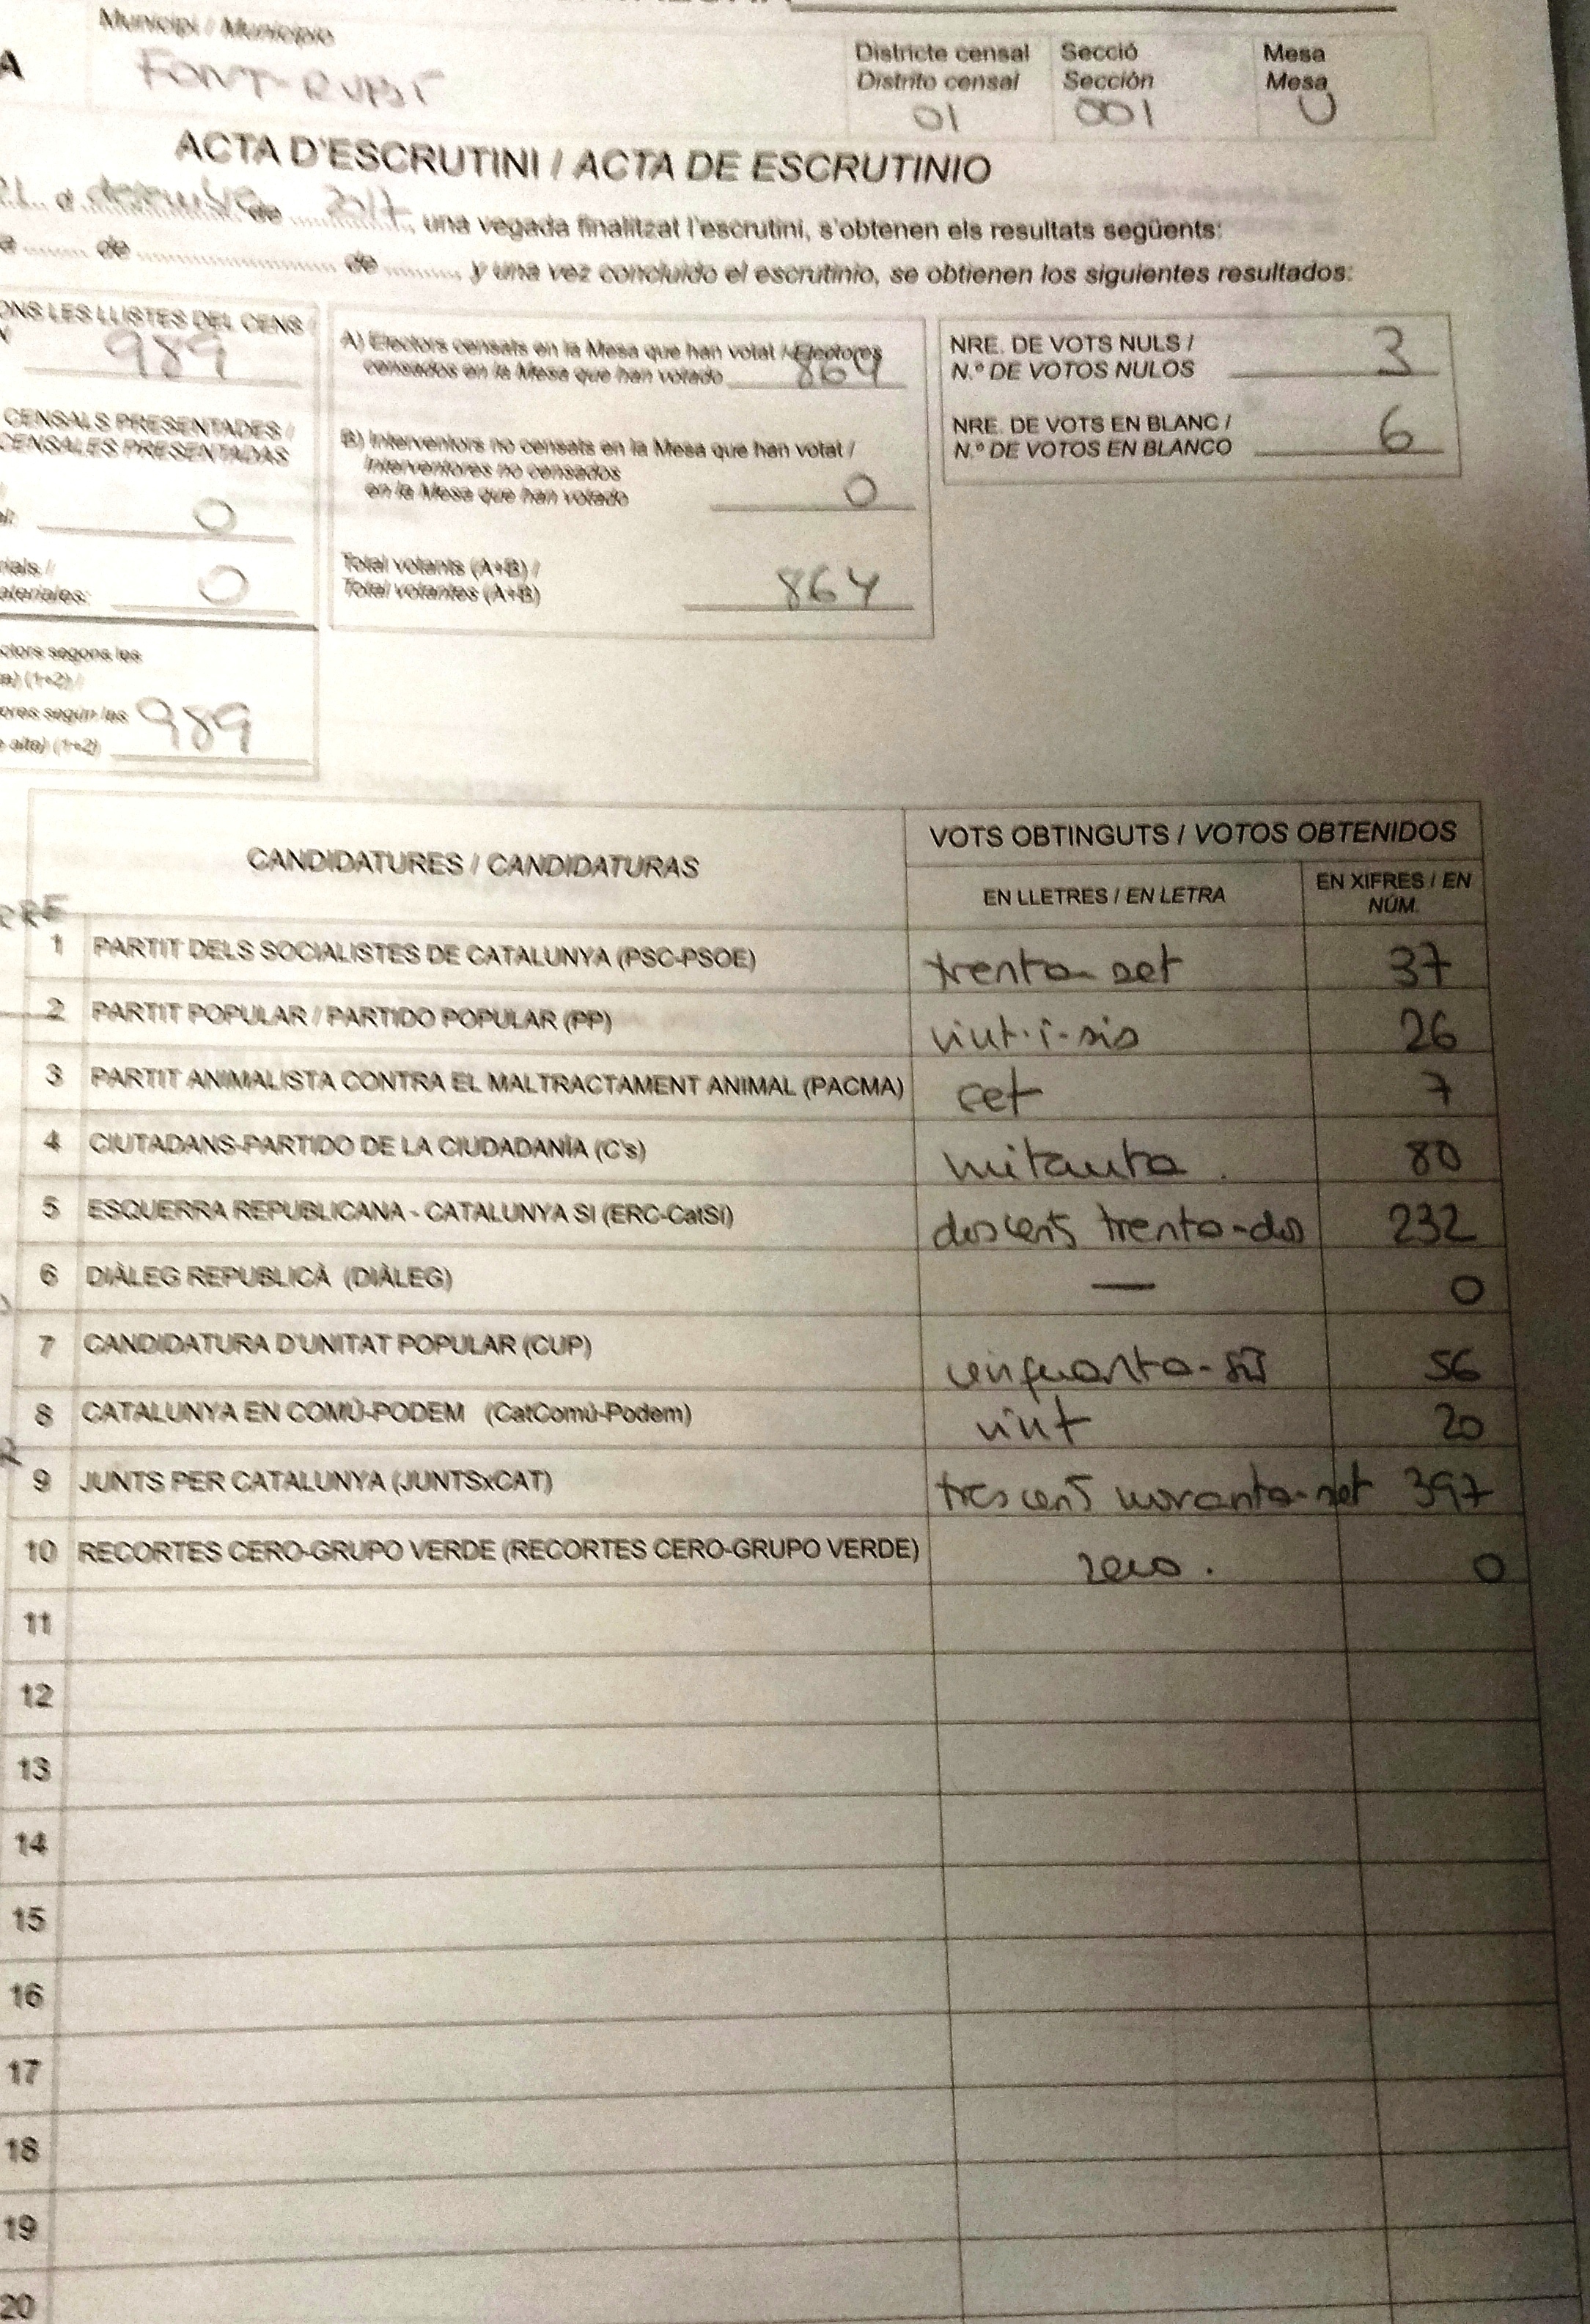 Municipi / Municipio
A
FONT-RUBÍ
Districte censal Secció Mesa
Distrito censal Sección Mesa
01 001 U
ACTA D'ESCRUTINI / ACTA DE ESCRUTINIO
d desembre de 2017, una vegada finalitzat l'escrutini, s'obtenen els resultats següents:
de de y una vez concluido el escrutinio, se obtienen los siguientes resultados:
ONS LES LLISTES DEL CENS /
989
CENSALS PRESENTADES /
CENSALES PRESENTADAS
0
rials /
ateriales: 0
ctors segons les
ta) (1+2) /
ores según las
e alta) (1+2) 989
A) Electors censats en la Mesa que han votat / Electores
censados en la Mesa que han votado 864
B) Interventors no censats en la Mesa que han votat /
Interventores no censados
en la Mesa que han votado 0
Total votants (A+B) /
Total votantes (A+B) 864
NRE. DE VOTS NULS /
N.º DE VOTOS NULOS 3
NRE. DE VOTS EN BLANC /
N.º DE VOTOS EN BLANCO 6
CANDIDATURES / CANDIDATURAS
VOTS OBTINGUTS / VOTOS OBTENIDOS
EN LLETRES / EN LETRA
EN XIFRES / EN
NÚM.
1 PARTIT DELS SOCIALISTES DE CATALUNYA (PSC-PSOE) trenta-set 37
2 PARTIT POPULAR / PARTIDO POPULAR (PP) vint-i-sis 26
3 PARTIT ANIMALISTA CONTRA EL MALTRACTAMENT ANIMAL (PACMA) set 7
4 CIUTADANS-PARTIDO DE LA CIUDADANÍA (C's) vuitanta . 80
5 ESQUERRA REPUBLICANA - CATALUNYA SI (ERC-CatSí) doscents trenta-dos 232
6 DIÀLEG REPUBLICÀ (DIÀLEG) — 0
7 CANDIDATURA D'UNITAT POPULAR (CUP) cinquanta-sis 56
8 CATALUNYA EN COMÚ-PODEM (CatComú-Podem) vint 20
9 JUNTS PER CATALUNYA (JUNTSxCAT) trescents noranta-set 397
10 RECORTES CERO-GRUPO VERDE (RECORTES CERO-GRUPO VERDE) zero . 0
11
12
13
14
15
16
17
18
19
20